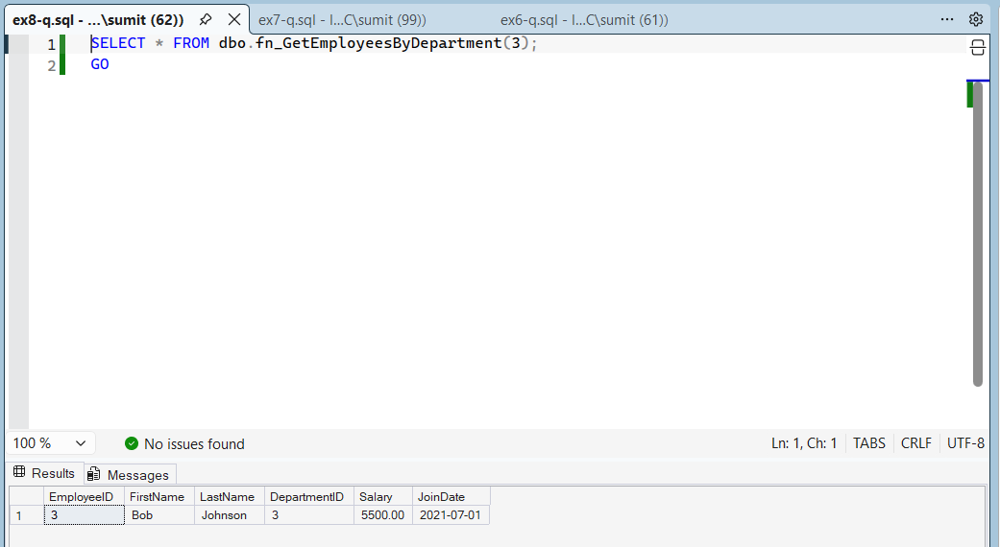 ex8-q.sql - ...\sumit (62)) ex7-q.sql - I...C\sumit (99)) ex6-q.sql - I...C\sumit (61))
1 SELECT * FROM dbo.fn_GetEmployeesByDepartment(3);
2 GO
100 % No issues found Ln: 1, Ch: 1 TABS CRLF UTF-8
Results Messages
EmployeeID FirstName LastName DepartmentID Salary JoinDate
1 3 Bob Johnson 3 5500.00 2021-07-01